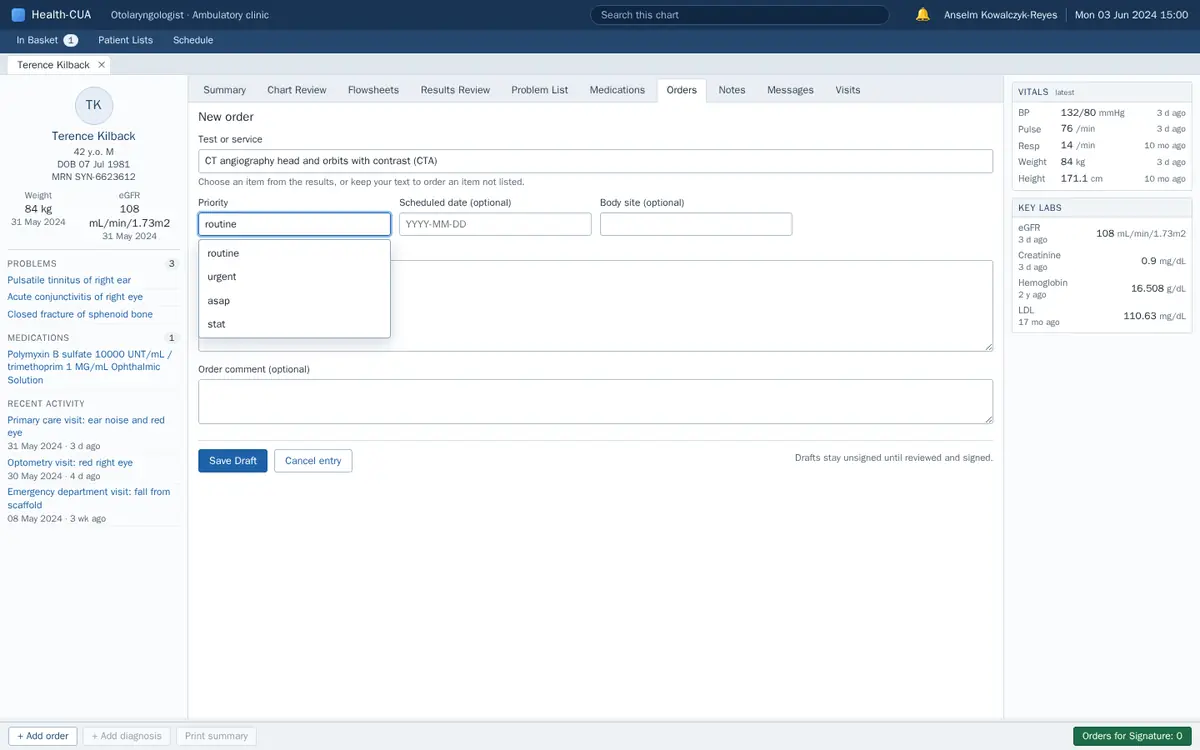 Health-CUA
Otolaryngologist · Ambulatory clinic
Search this chart
Anselm Kowalczyk-Reyes
Mon 03 Jun 2024 15:00
In Basket 1
Patient Lists
Schedule
Terence Kilback ×
TK
Terence Kilback
42 y.o. M
DOB 07 Jul 1981
MRN SYN-6623612
Weight
84 kg
31 May 2024
eGFR
108
mL/min/1.73m2
31 May 2024
PROBLEMS 3
Pulsatile tinnitus of right ear
Acute conjunctivitis of right eye
Closed fracture of sphenoid bone
MEDICATIONS 1
Polymyxin B sulfate 10000 UNT/mL /
trimethoprim 1 MG/mL Ophthalmic
Solution
RECENT ACTIVITY
Primary care visit: ear noise and red
eye
31 May 2024 · 3 d ago
Optometry visit: red right eye
30 May 2024 · 4 d ago
Emergency department visit: fall from
scaffold
08 May 2024 · 3 wk ago
Summary
Chart Review
Flowsheets
Results Review
Problem List
Medications
Orders
Notes
Messages
Visits
New order
Test or service
CT angiography head and orbits with contrast (CTA)
Choose an item from the results, or keep your text to order an item not listed.
Priority
routine
Scheduled date (optional)
YYYY-MM-DD
Body site (optional)
routine
urgent
asap
stat
Order comment (optional)
Save Draft
Cancel entry
Drafts stay unsigned until reviewed and signed.
VITALS latest
BP 132/80 mmHg 3 d ago
Pulse 76 /min 3 d ago
Resp 14 /min 10 mo ago
Weight 84 kg 3 d ago
Height 171.1 cm 10 mo ago
KEY LABS
eGFR
3 d ago
108 mL/min/1.73m2
Creatinine
3 d ago
0.9 mg/dL
Hemoglobin
2 y ago
16.508 g/dL
LDL
17 mo ago
110.63 mg/dL
+ Add order
+ Add diagnosis
Print summary
Orders for Signature: 0